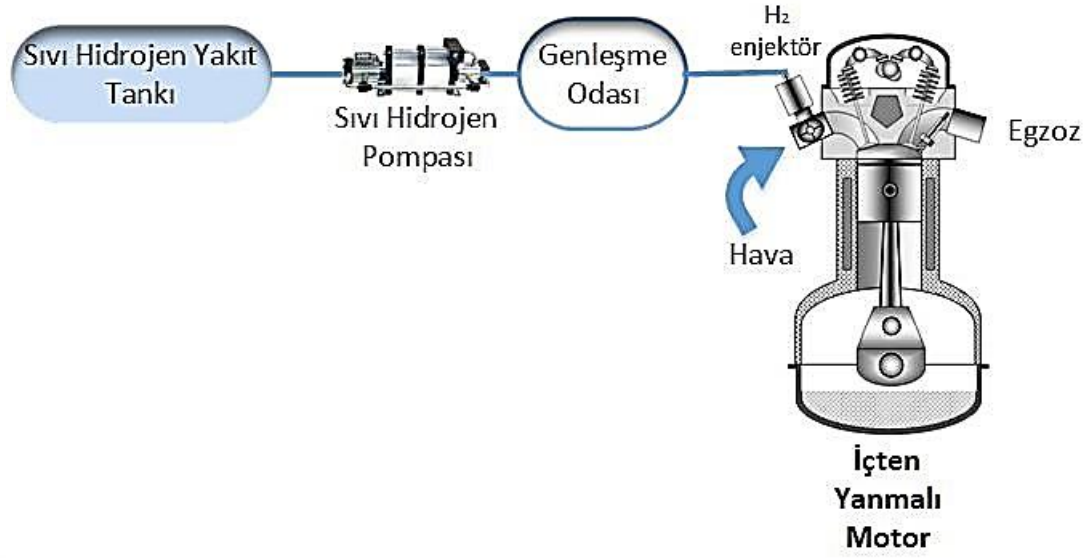 Sıvı Hidrojen Yakıt
Tankı
Sıvı Hidrojen
Pompası
Genleşme
Odası
H₂
enjektör
Hava
Egzoz
İçten
Yanmalı
Motor